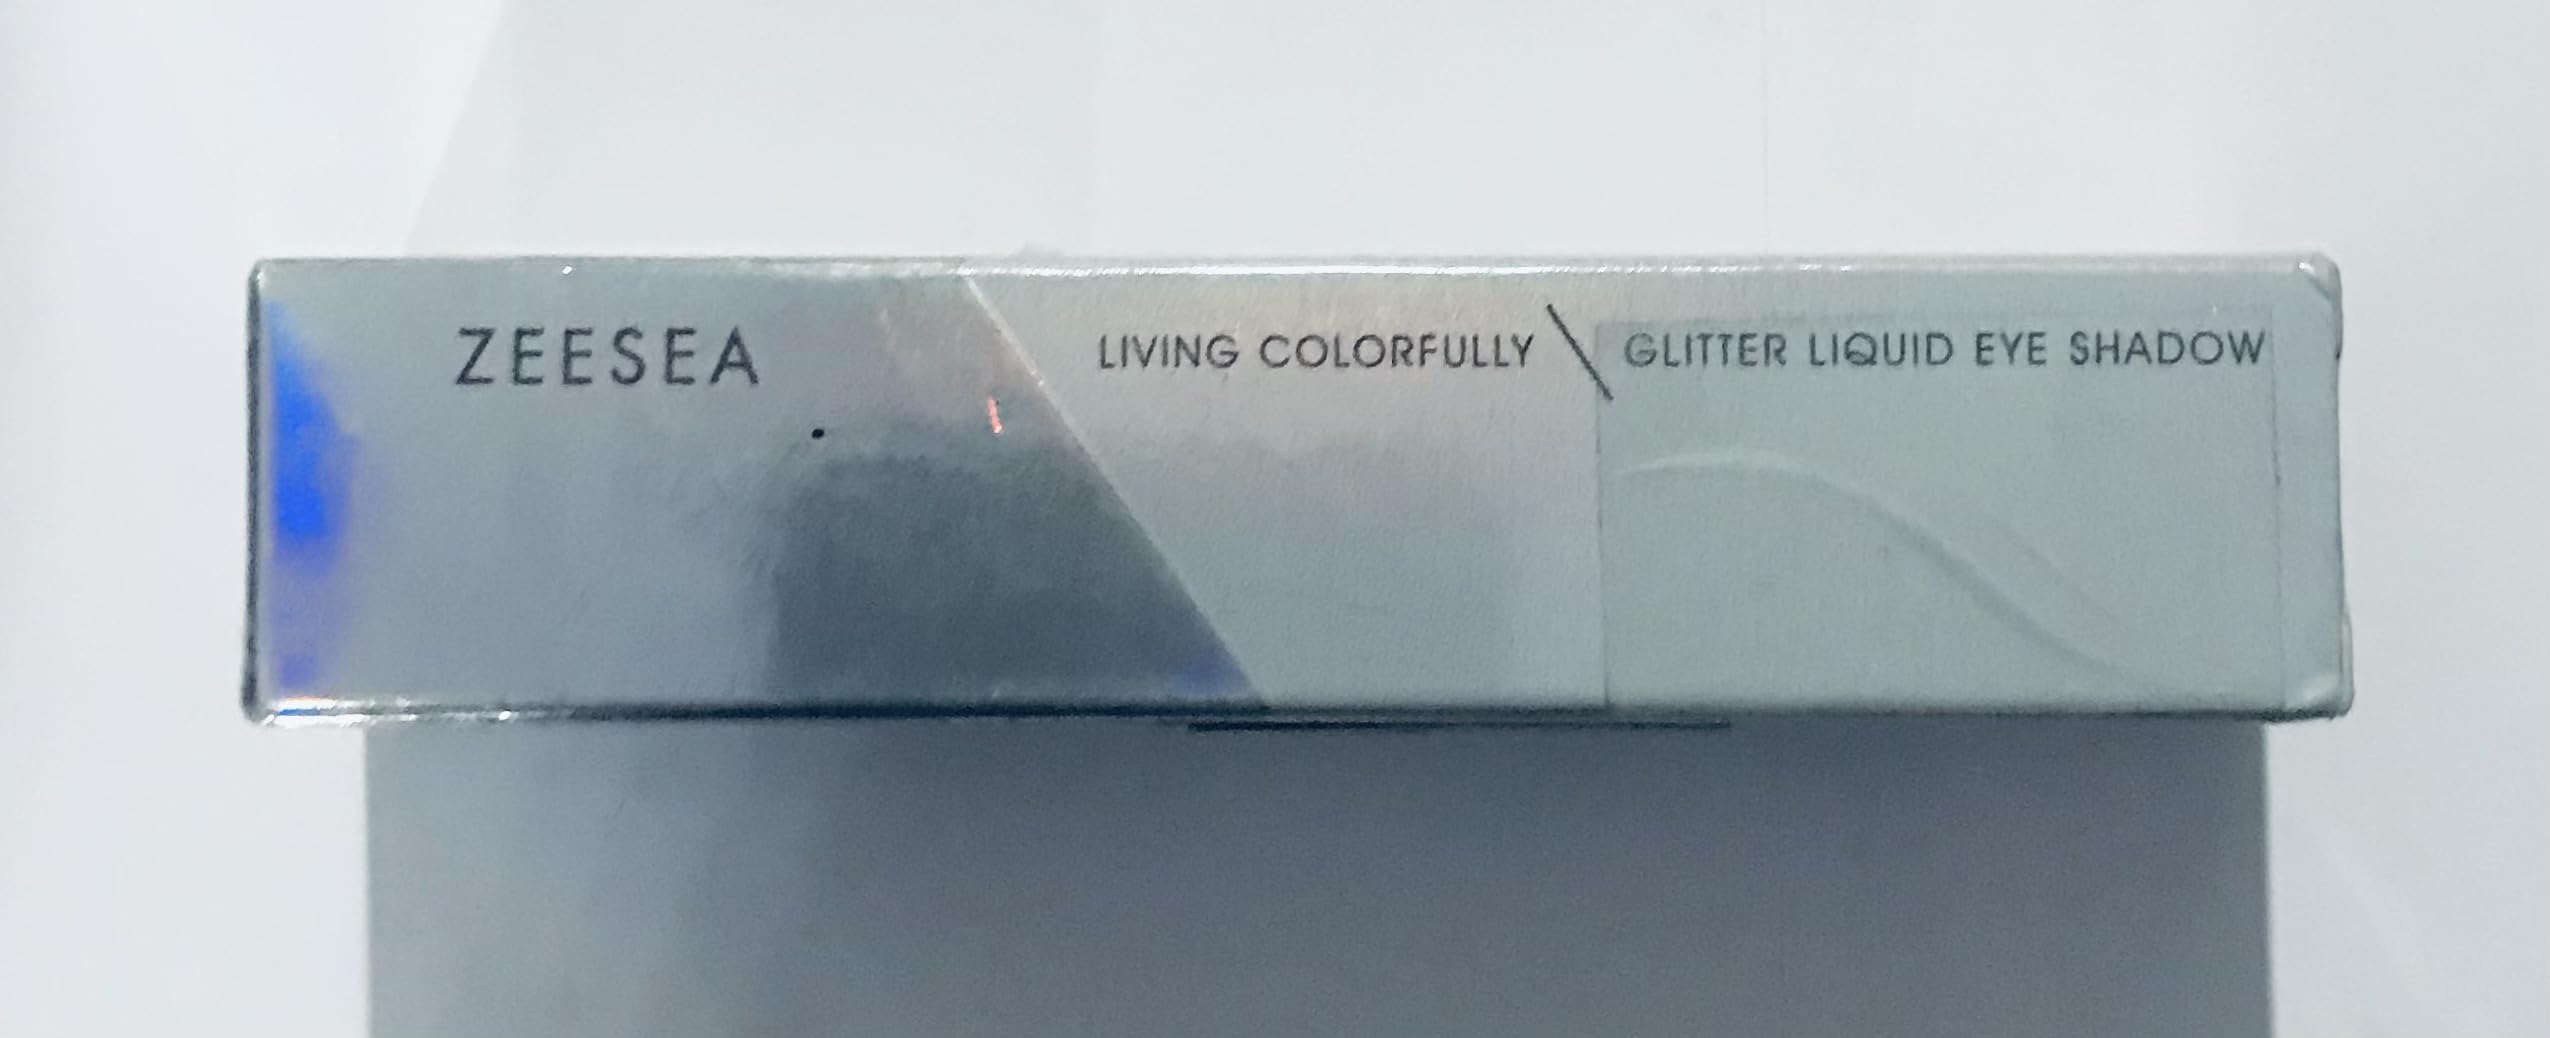 ZEESEA
LIVING COLORFULLY \ GLITTER LIQUID EYE SHADOW